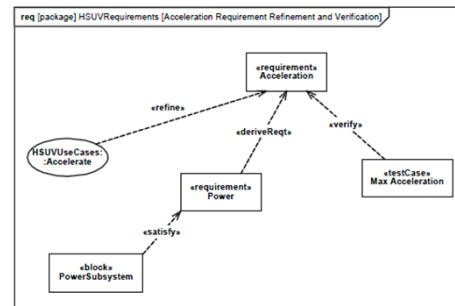 req [package] HSUVRequirements [Acceleration Requirement Refinement and Verification]
«requirement»
Acceleration
«refine»
«deriveReqt»
«verify»
HSUVUseCases:
:Accelerate
«requirement»
Power
«testCase»
Max Acceleration
«satisfy»
«block»
PowerSubsystem